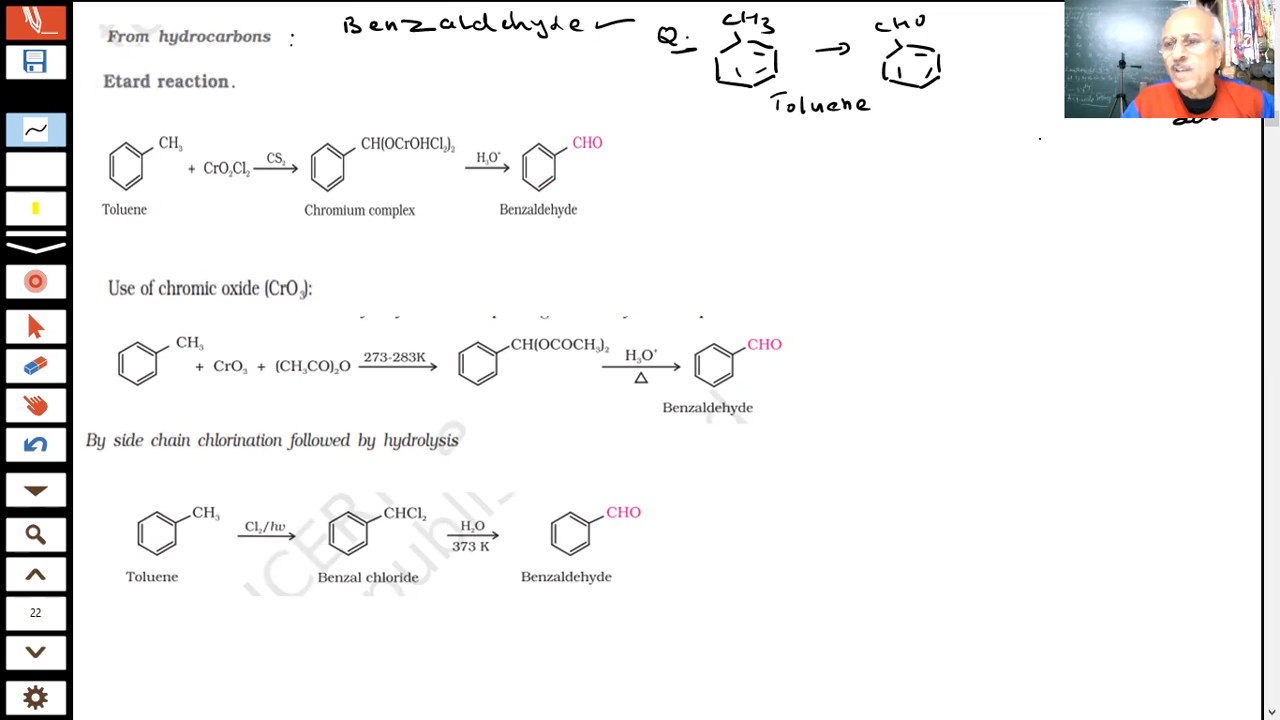 Benzaldehyde
From hydrocarbons :
Q. CH3 → CHO
Toluene
Etard reaction.
CH₃ + CrO₂Cl₂ CS₂ → CH(OCrOHCl₂)₂ H₃O⁺ → CHO
Toluene Chromium complex Benzaldehyde
Use of chromic oxide (CrO₃):
CH₃ + CrO₃ + (CH₃CO)₂O 273-283K → CH(OCOCH₃)₂ H₃O⁺ △ → CHO
Benzaldehyde
By side chain chlorination followed by hydrolysis
CH₃ Cl₂/hν → CHCl₂ H₂O 373 K → CHO
Toluene Benzal chloride Benzaldehyde
22